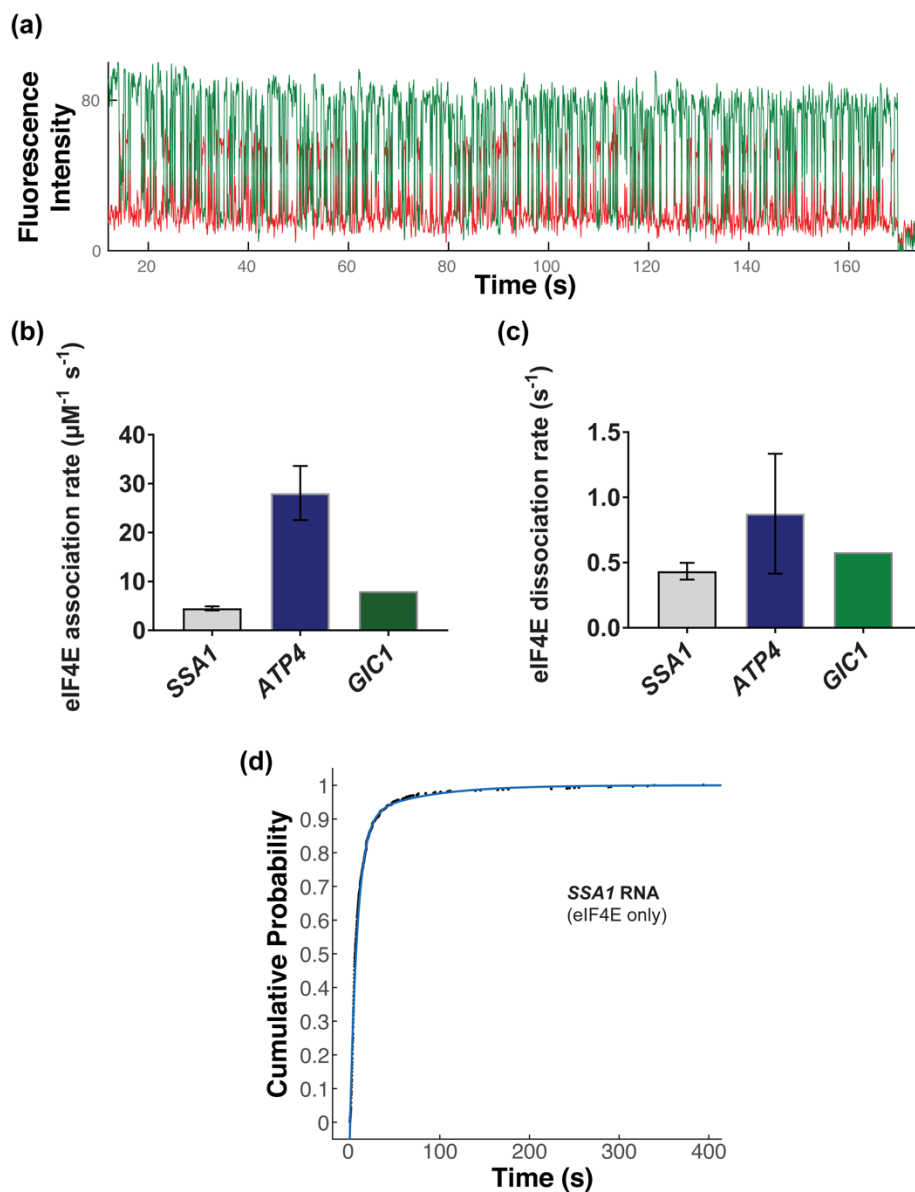 (a)
Fluorescence
Intensity
80
0
20 40 60 80 100 120 140 160
Time (s)
(b)
eIF4E association rate (µM⁻¹ s⁻¹)
40
30
20
10
0
SSA1 ATP4 GIC1
(c)
eIF4E dissociation rate (s⁻¹)
1.5
1.0
0.5
0.0
SSA1 ATP4 GIC1
(d)
Cumulative Probability
1
0.9
0.8
0.7
0.6
0.5
0.4
0.3
0.2
0.1
0
SSA1 RNA
(eIF4E only)
0 100 200 300 400
Time (s)